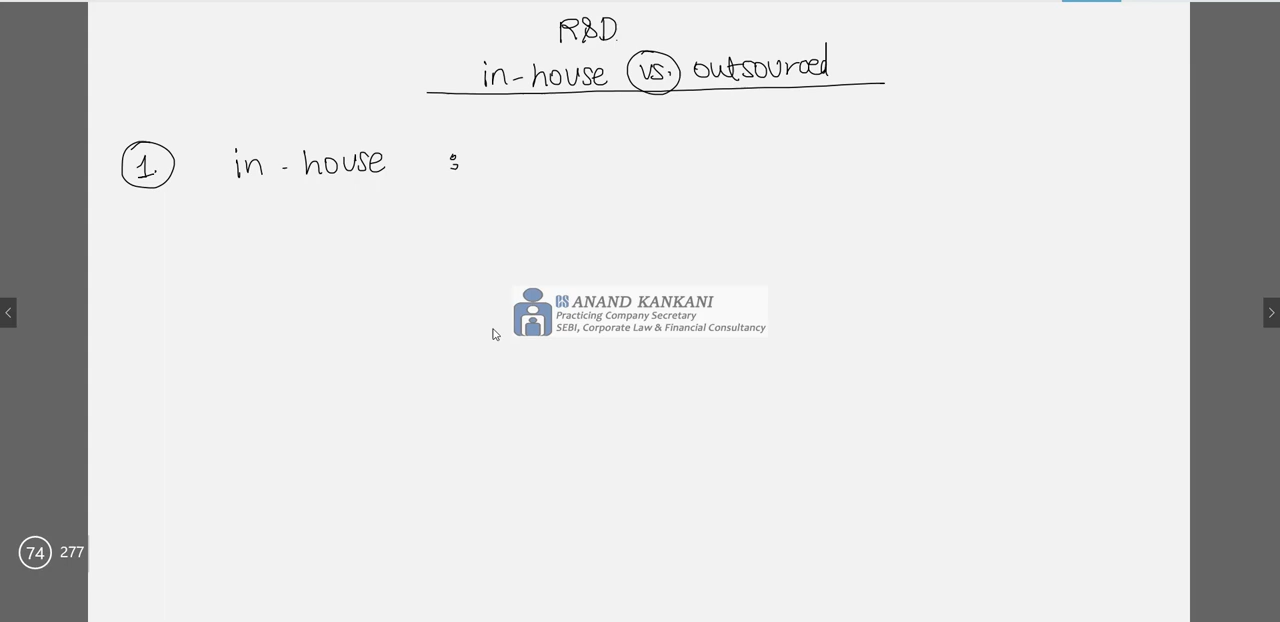 R&D.
in-house vs. outsourced
1. in-house :
CS ANAND KANKANI
Practicing Company Secretary
SEBI, Corporate Law & Financial Consultancy
74 277